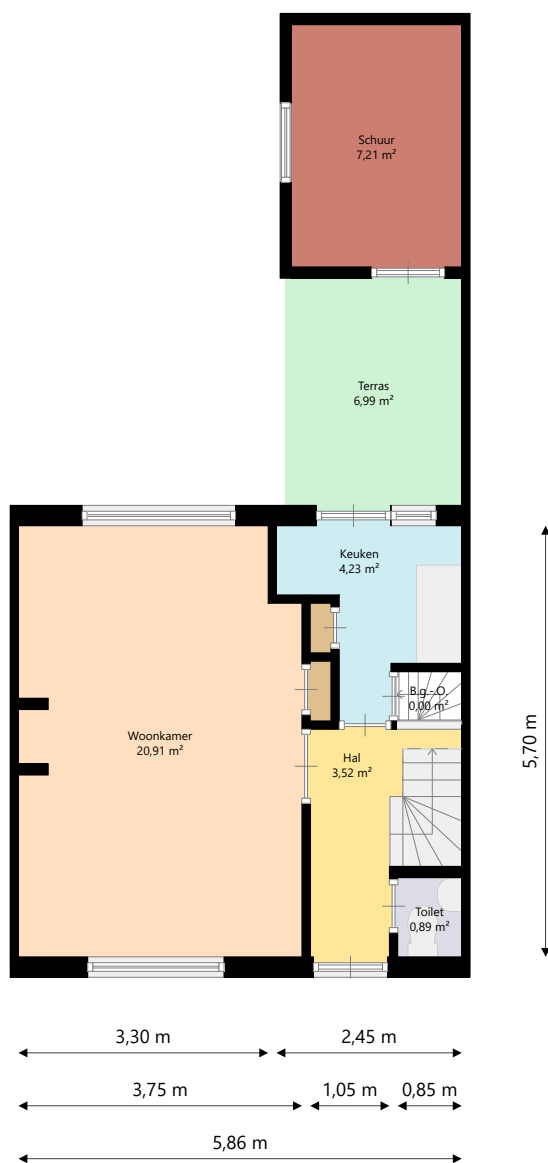 Schuur
7,21 m²
Terras
6,99 m²
Keuken
4,23 m²
B.g.-O.
0,00 m²
Woonkamer
20,91 m²
Hal
3,52 m²
5,70 m
Toilet
0,89 m²
3,30 m
2,45 m
3,75 m
1,05 m
0,85 m
5,86 m